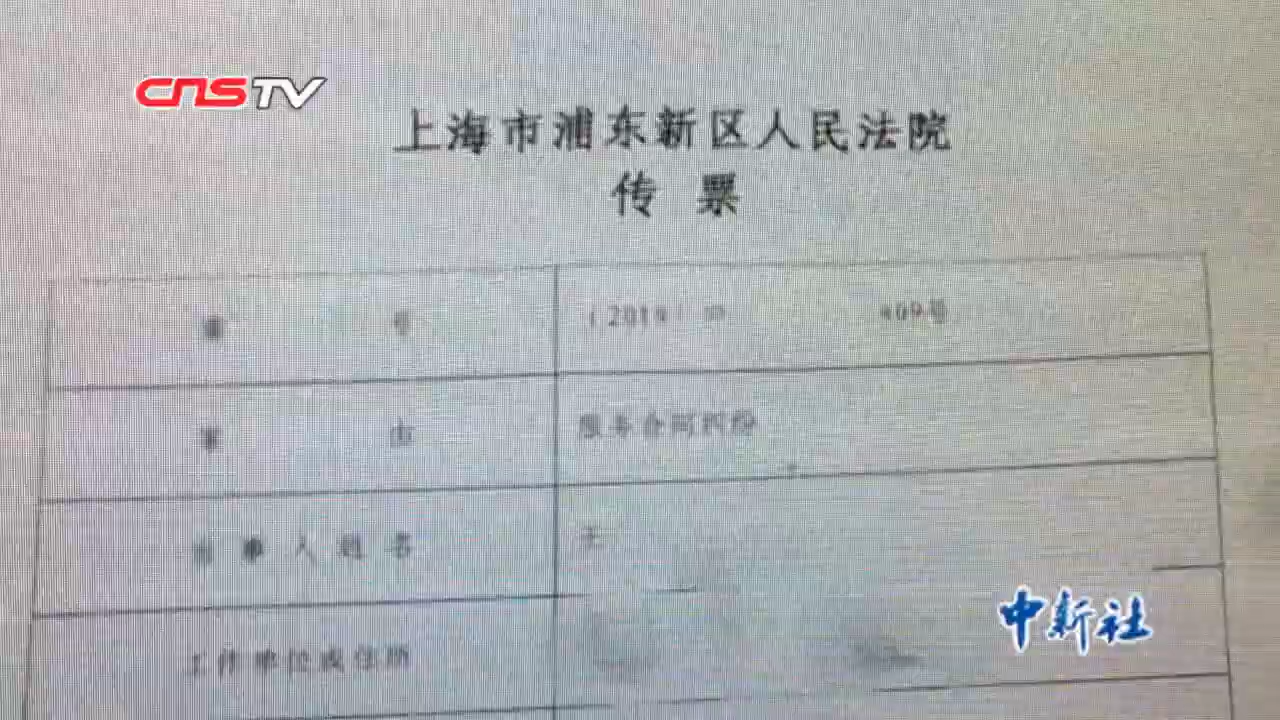 CNSTV
上海市浦东新区人民法院
传 票
案 号
(2019)
409号
案 由
服务合同纠纷
当 事 人 姓 名
王
工作单位或住所
中新社